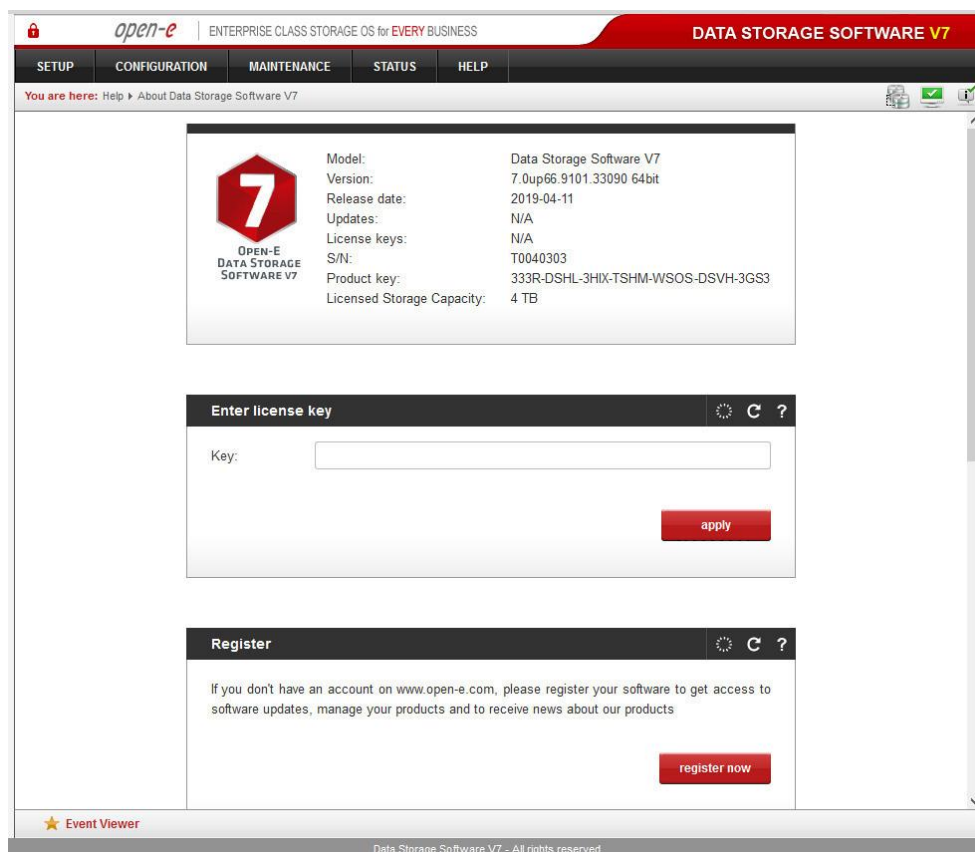 open-e ENTERPRISE CLASS STORAGE OS for EVERY BUSINESS DATA STORAGE SOFTWARE V7
SETUP CONFIGURATION MAINTENANCE STATUS HELP
You are here: Help About Data Storage Software V7
7
OPEN-E
DATA STORAGE
SOFTWARE V7
Model: Data Storage Software V7
Version: 7.0up66.9101.33090 64bit
Release date: 2019-04-11
Updates: N/A
License keys: N/A
S/N: T0040303
Product key: 333R-DSHL-3HIX-TSHM-WSOS-DSVH-3GS3
Licensed Storage Capacity: 4 TB
Enter license key ?
Key:
apply
Register ?
If you don't have an account on www.open-e.com, please register your software to get access to
software updates, manage your products and to receive news about our products
register now
Event Viewer
Data Storage Software V7 - All rights reserved